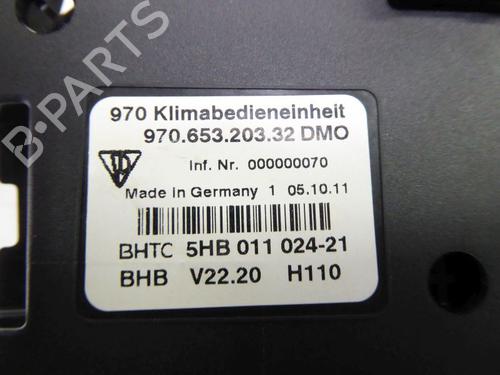 B-PARTS
970 Klimabedieneinheit
970.653.203.32 DMO
Inf. Nr. 000000070
Made in Germany 1 05.10.11
BHTC 5HB 011 024-21
BHB V22.20 H110